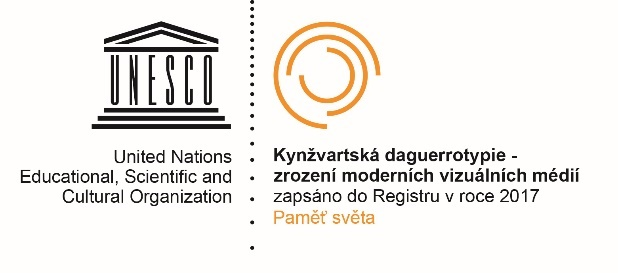 UNESCO
United Nations
Educational, Scientific and
Cultural Organization
Kynžvartská daguerrotypie -
zrození moderních vizuálních médií
zapsáno do Registru v roce 2017
Paměť světa